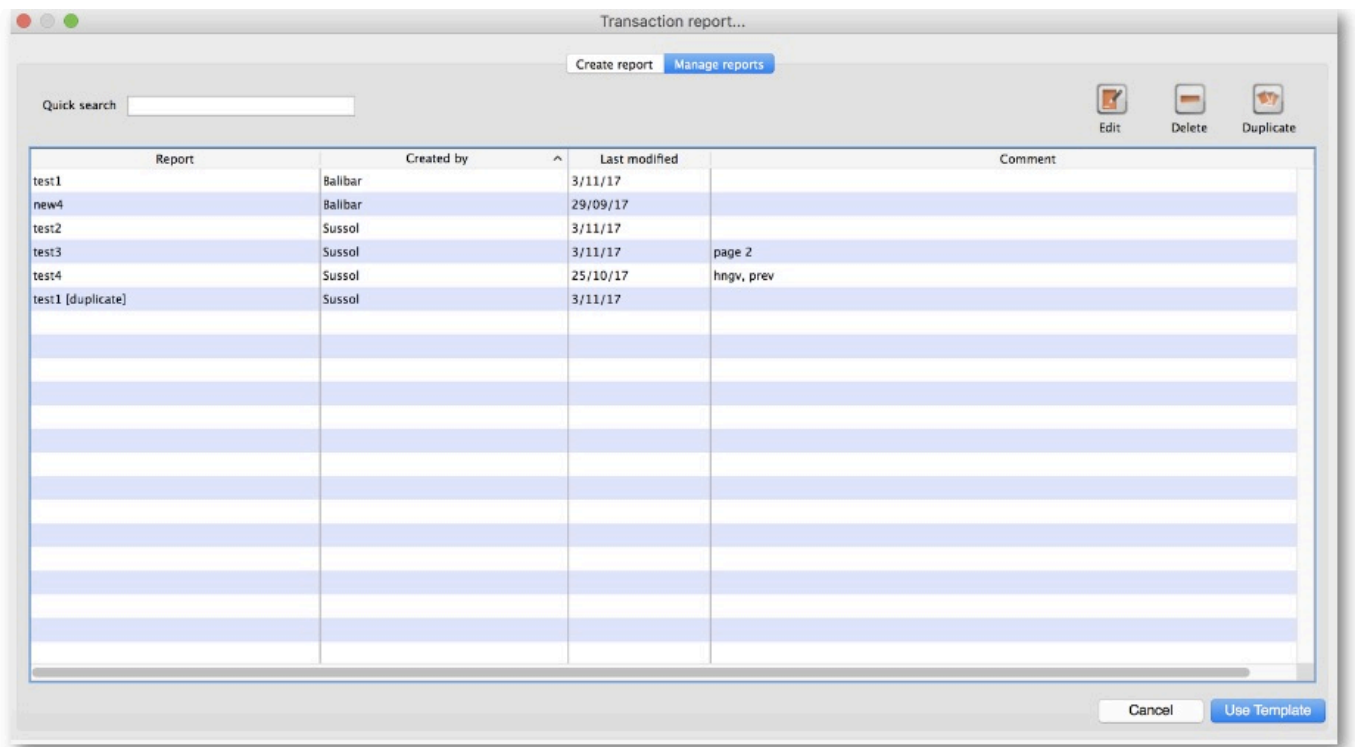 Transaction report...
Create report Manage reports
Quick search
Edit Delete Duplicate
Report Created by Last modified Comment
test1 Balibar 3/11/17
new4 Balibar 29/09/17
test2 Sussol 3/11/17
test3 Sussol 3/11/17 page 2
test4 Sussol 25/10/17 hngv, prev
test1 [duplicate] Sussol 3/11/17
Cancel Use Template